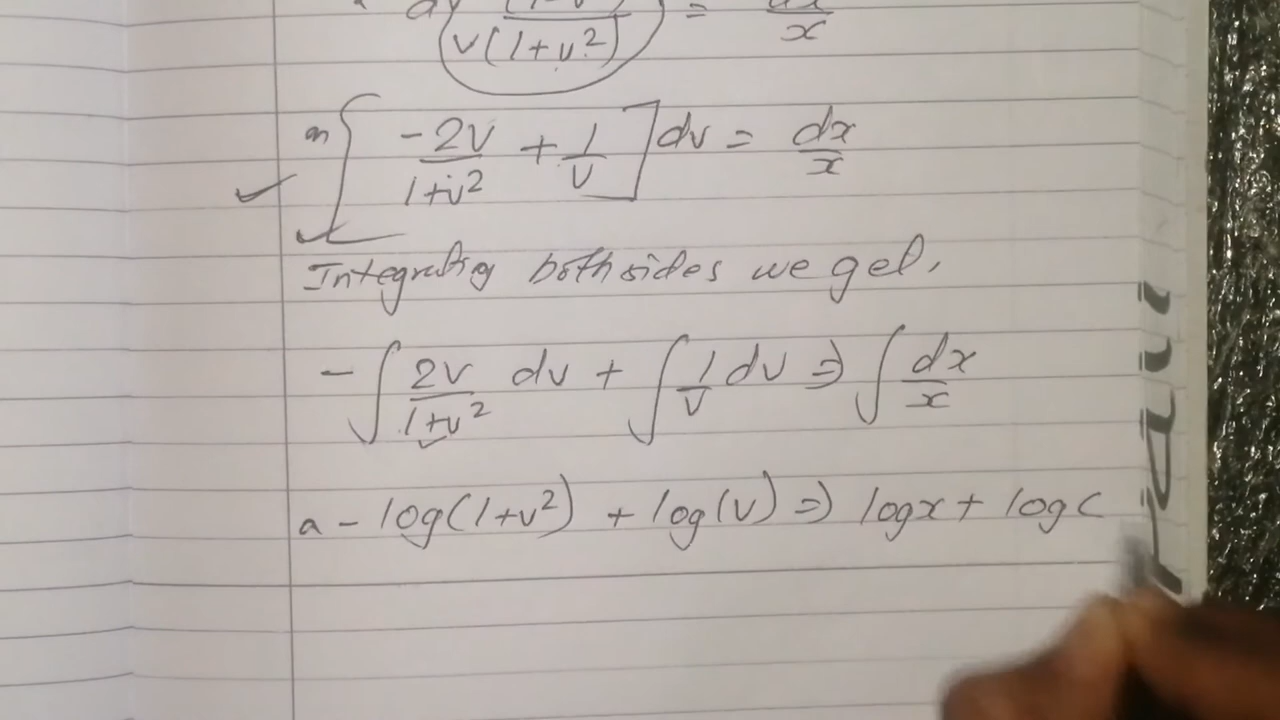 v(1+v²) = x
[ -2v/1+v² + 1/v ] dv = dx/x
Integrating both sides we get,
- ∫ 2v/1+v² dv + ∫ 1/v dv ⇒ ∫ dx/x
- log(1+v²) + log(v) ⇒ logx + log c